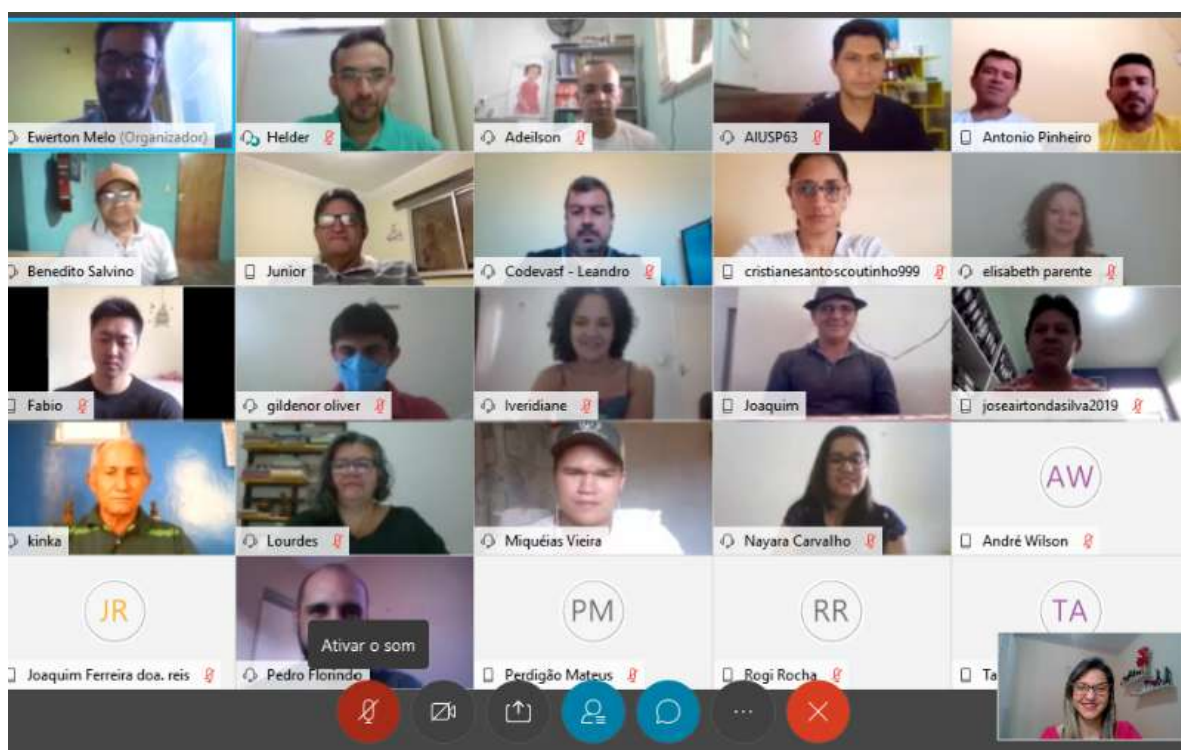 Ewerton Melo (Organizador)
Helder
Adeilson
AIUSP63
Antonio Pinheiro
Benedito Salvino
Junior
Codevasf - Leandro
cristianesantoscoutinho999
elisabeth parente
Fabio
gildenor oliver
Iveridiane
Joaquim
joseairtondasilva2019
kinka
Lourdes
Miquéias Vieira
Nayara Carvalho
AW
André Wilson
JR
Joaquim Ferreira doa. reis
Ativar o som
Pedro Florindo
PM
Perdigão Mateus
RR
Rogi Rocha
TA
Ta